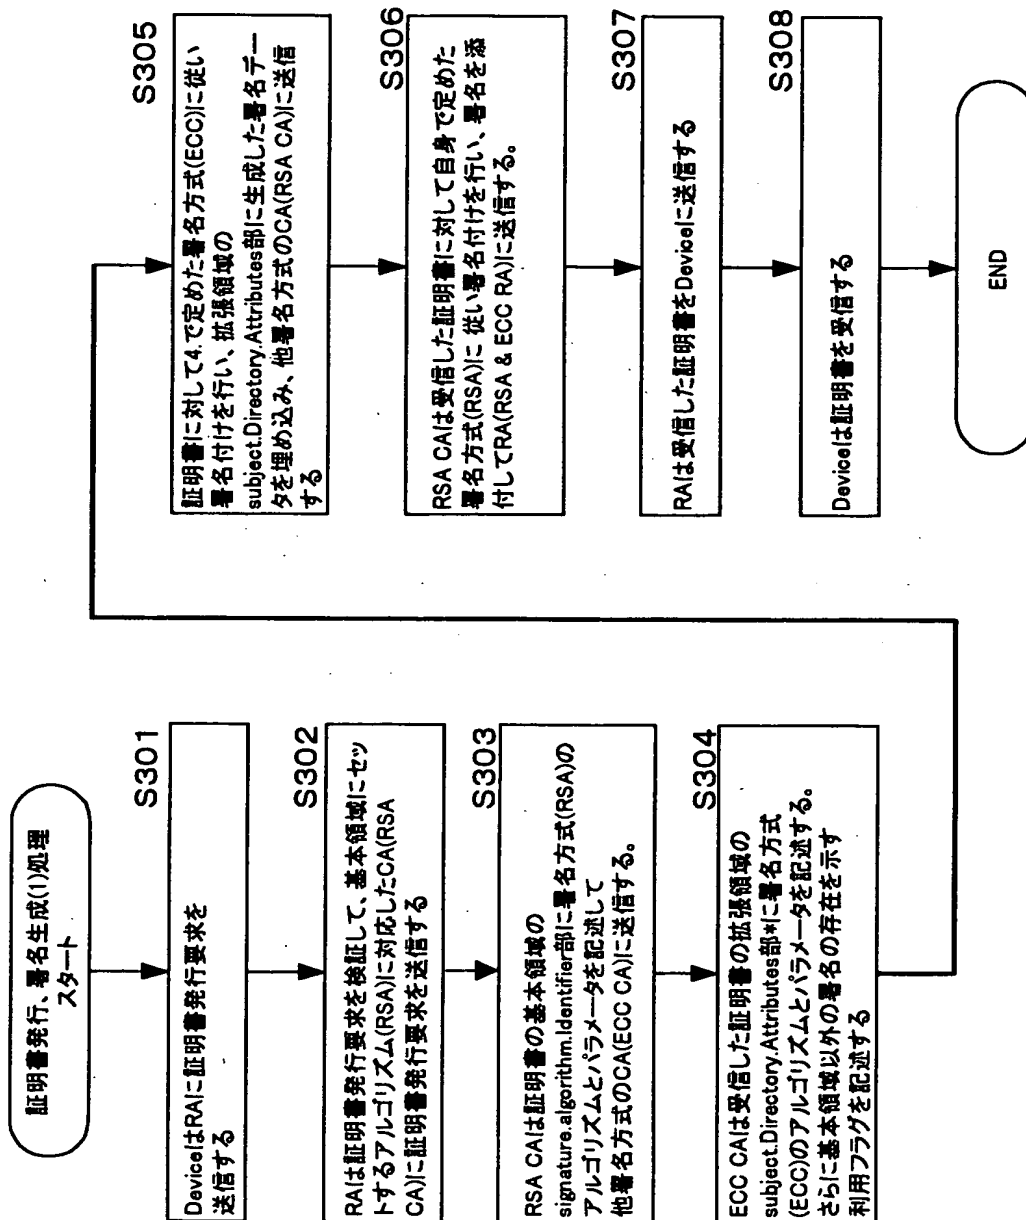 証明書発行、署名生成(1)処理
スタート
S301
DeviceはRAに証明書発行要求を
送信する
S302
RAは証明書発行要求を検証して、基本領域にセッ
トするアルゴリズム(RSA)に対応したCA(RSA
CA)に証明書発行要求を送信する
S303
RSA CAは証明書の基本領域の
signature.algorithm.Identifier部に署名方式(RSA)の
アルゴリズムとパラメータを記述して
他署名方式のCA(ECC CA)に送信する。
S304
ECC CAは受信した証明書の拡張領域の
subject.Directory.Attributes部*に署名方式
(ECC)のアルゴリズムとパラメータを記述する。
さらに基本領域以外の署名の存在を示す
利用フラグを記述する
S305
証明書に対して4.で定めた署名方式(ECC)に従い
署名付けを行い、拡張領域の
subject.Directory.Attributes部に生成した署名デー
タを埋め込み、他署名方式のCA(RSA CA)に送信
する
S306
RSA CAは受信した証明書に対して自身で定めた
署名方式(RSA)に 従い署名付けを行い、署名を添
付してRA(RSA & ECC RA)に送信する。
S307
RAは受信した証明書をDeviceに送信する
S308
Deviceは証明書を受信する
END